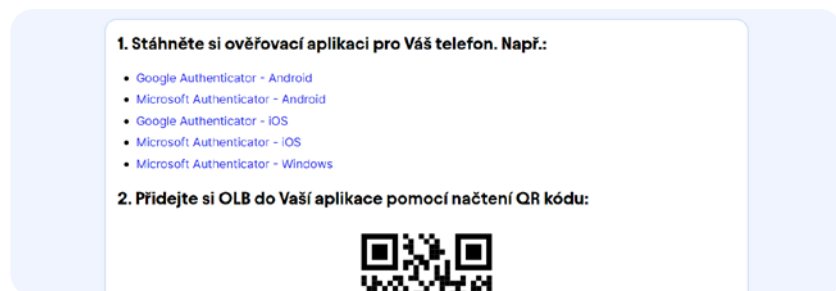 1. Stáhněte si ověřovací aplikaci pro Váš telefon. Např.:
Google Authenticator - Android
Microsoft Authenticator - Android
Google Authenticator - iOS
Microsoft Authenticator - iOS
Microsoft Authenticator - Windows
2. Přidejte si OLB do Vaší aplikace pomocí načtení QR kódu: